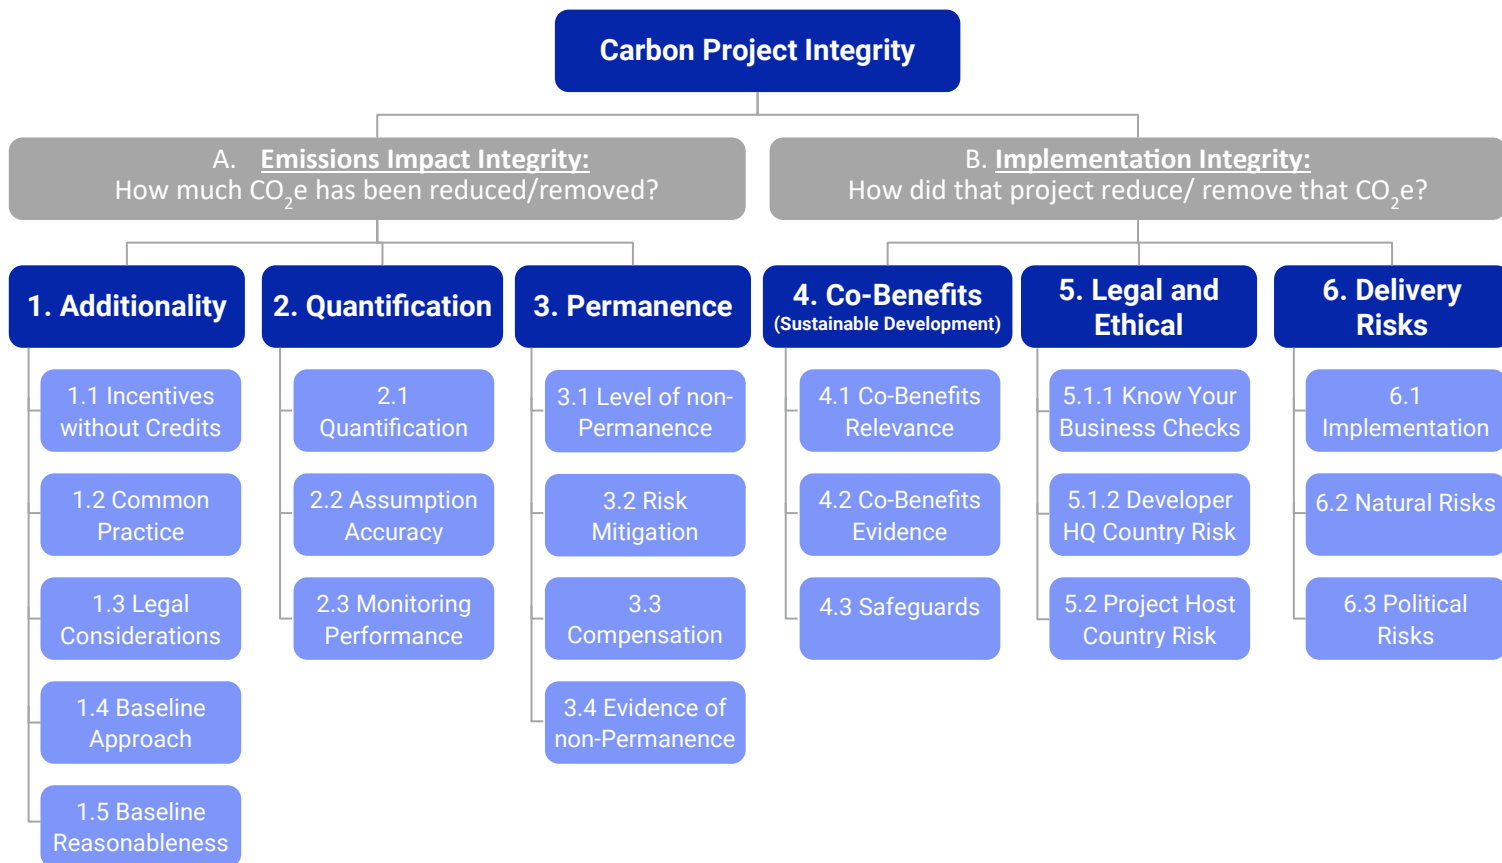 Carbon Project Integrity
A. Emissions Impact Integrity:
How much CO₂e has been reduced/removed?
B. Implementation Integrity:
How did that project reduce/ remove that CO₂e?
1. Additionality
1.1 Incentives
without Credits
1.2 Common
Practice
1.3 Legal
Considerations
1.4 Baseline
Approach
1.5 Baseline
Reasonableness
2. Quantification
2.1
Quantification
2.2 Assumption
Accuracy
2.3 Monitoring
Performance
3. Permanence
3.1 Level of non-
Permanence
3.2 Risk
Mitigation
3.3
Compensation
3.4 Evidence of
non-Permanence
4. Co-Benefits
(Sustainable Development)
4.1 Co-Benefits
Relevance
4.2 Co-Benefits
Evidence
4.3 Safeguards
5. Legal and
Ethical
5.1.1 Know Your
Business Checks
5.1.2 Developer
HQ Country Risk
5.2 Project Host
Country Risk
6. Delivery
Risks
6.1
Implementation
6.2 Natural Risks
6.3 Political
Risks